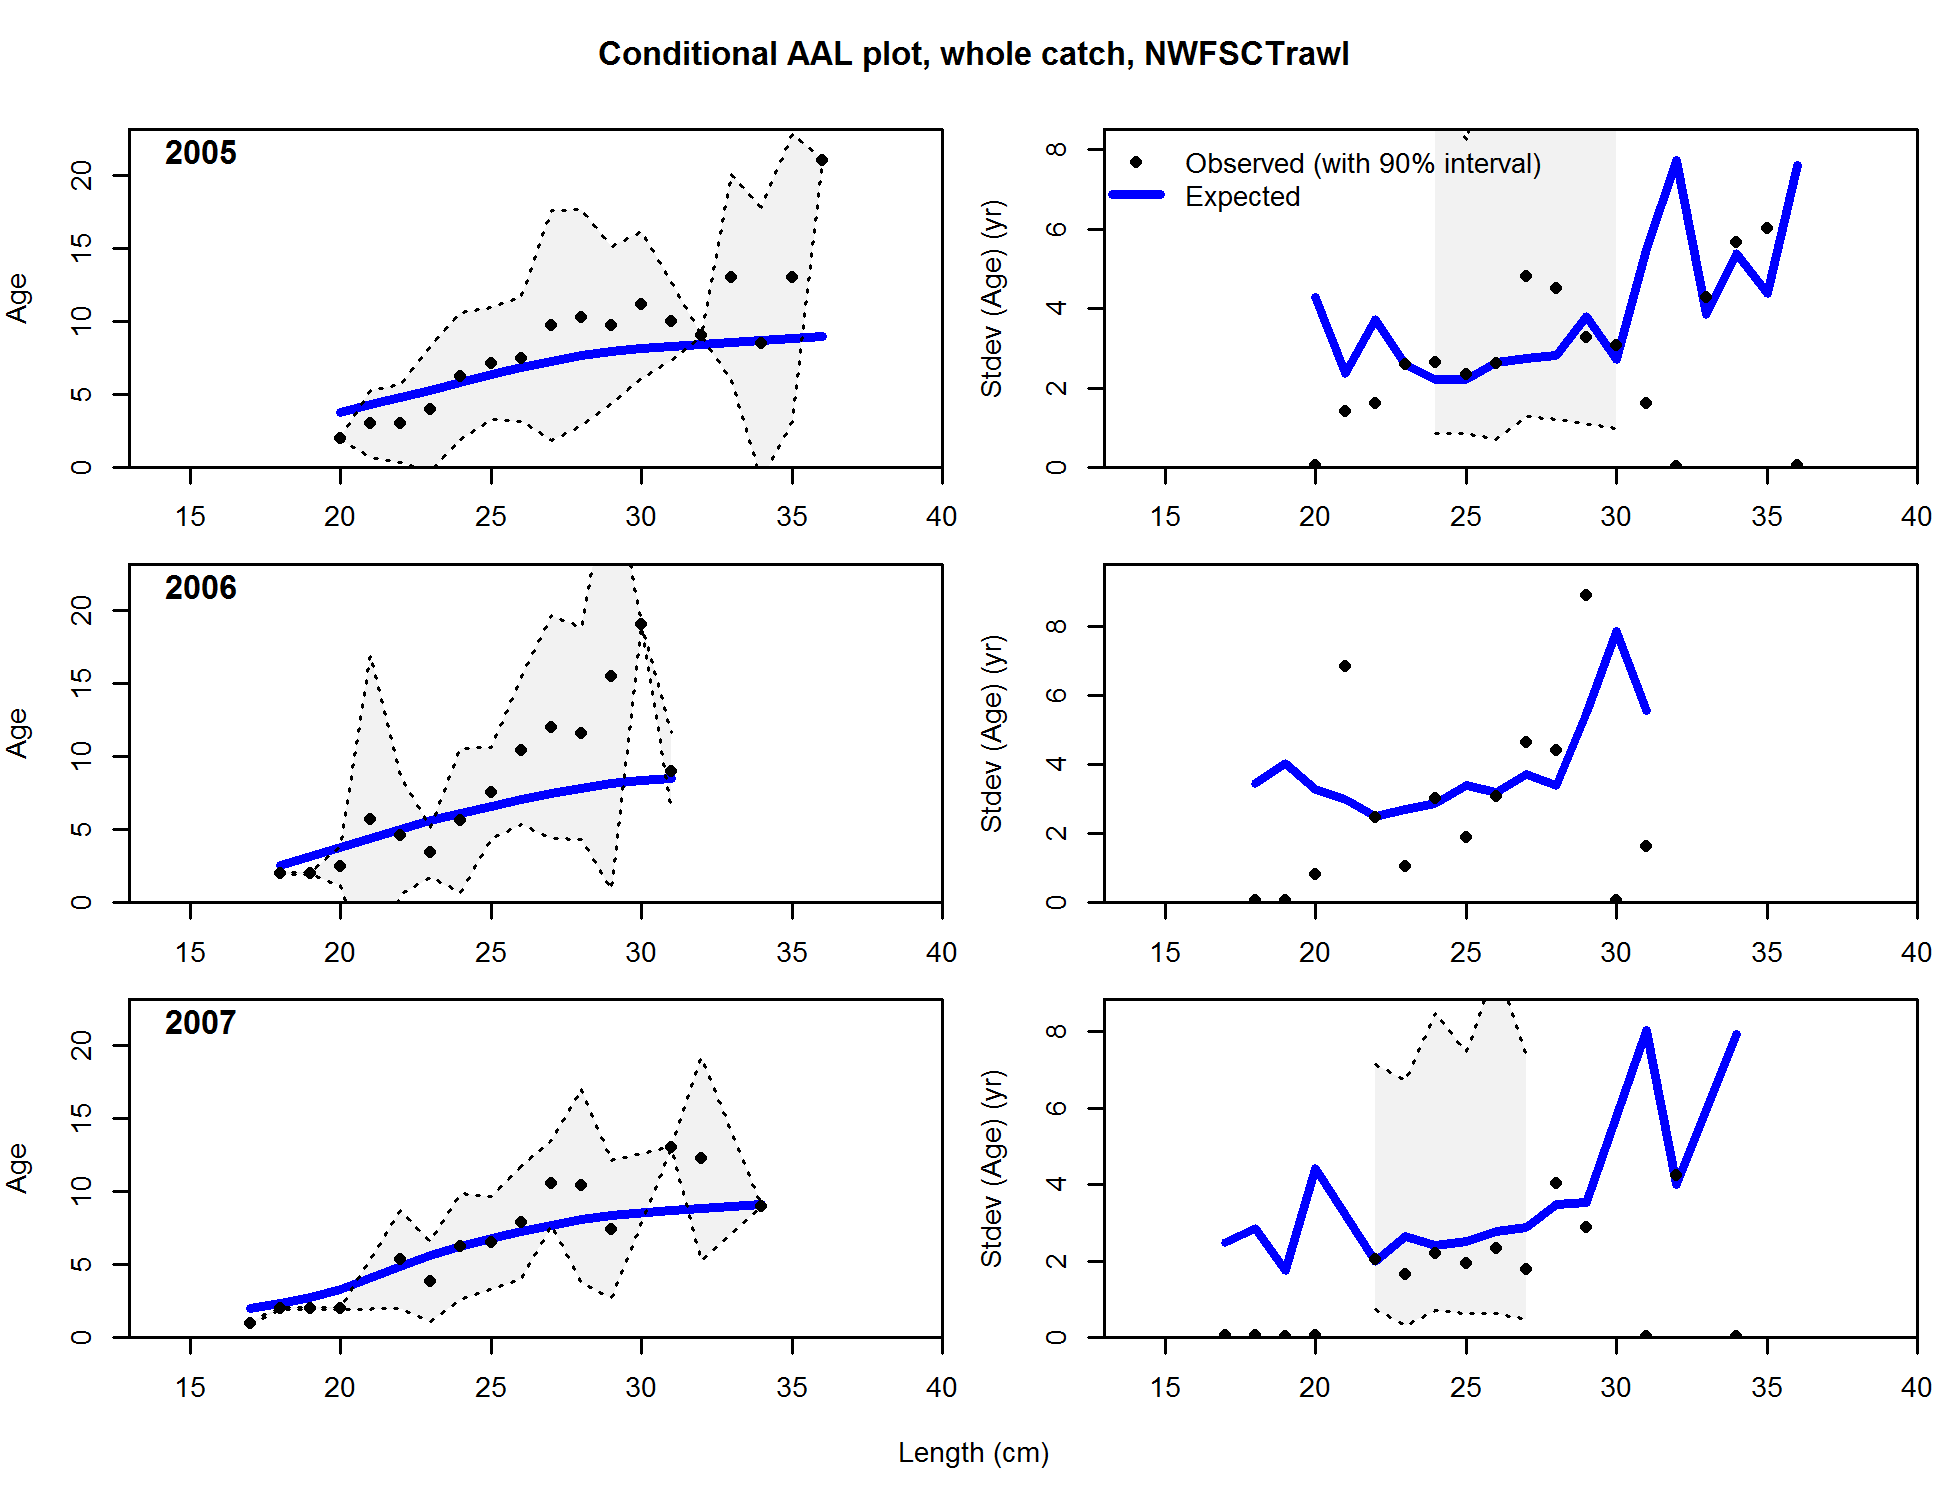 Conditional AAL plot, whole catch, NWFSCTrawl
2005
Age
0 5 10 15 20
15 20 25 30 35 40
Observed (with 90% interval)
Expected
Stdev (Age) (yr)
0 2 4 6 8
15 20 25 30 35 40
2006
Age
0 5 10 15 20
15 20 25 30 35 40
Stdev (Age) (yr)
0 2 4 6 8
15 20 25 30 35 40
2007
Age
0 5 10 15 20
15 20 25 30 35 40
Stdev (Age) (yr)
0 2 4 6 8
15 20 25 30 35 40
Length (cm)